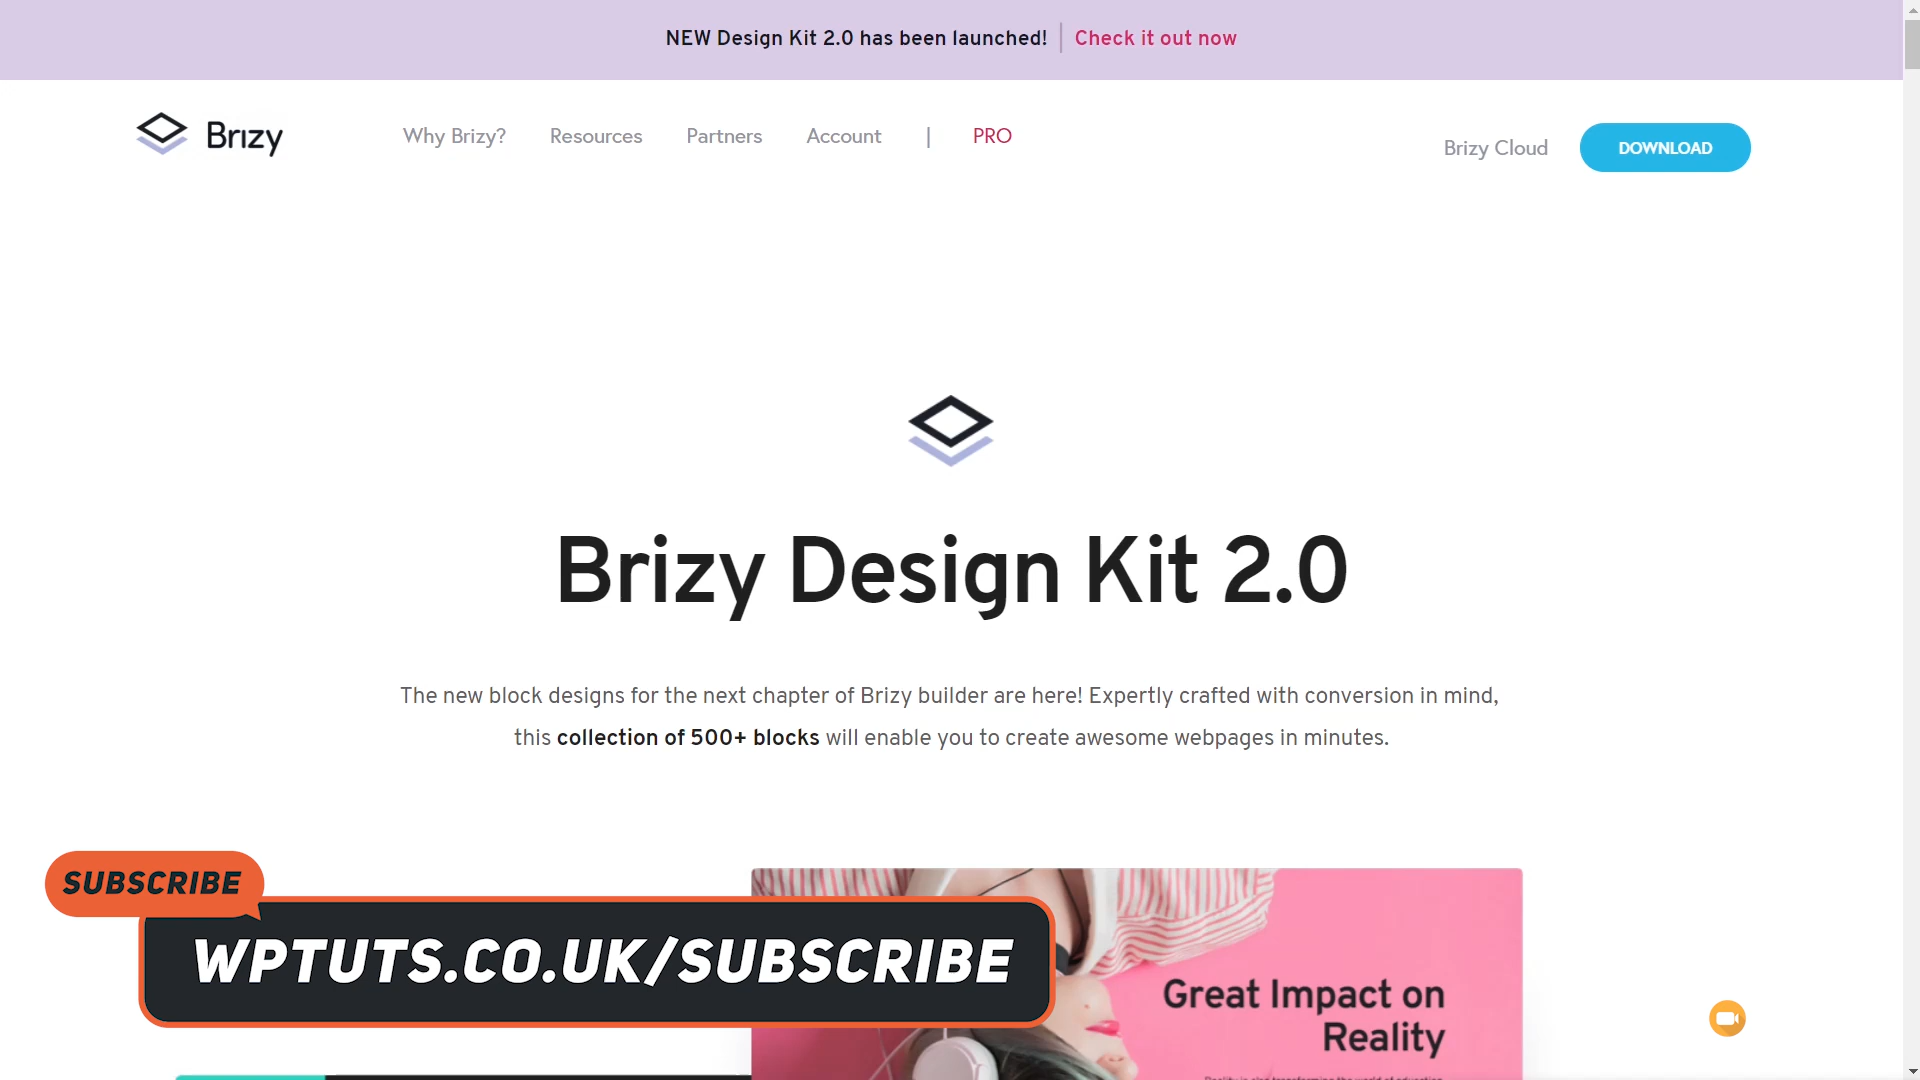 NEW Design Kit 2.0 has been launched! | Check it out now
Brizy
Why Brizy? Resources Partners Account | PRO
Brizy Cloud DOWNLOAD
Brizy Design Kit 2.0
The new block designs for the next chapter of Brizy builder are here! Expertly crafted with conversion in mind,
this collection of 500+ blocks will enable you to create awesome webpages in minutes.
SUBSCRIBE
WPTUTS.CO.UK/SUBSCRIBE
Great Impact on
Reality